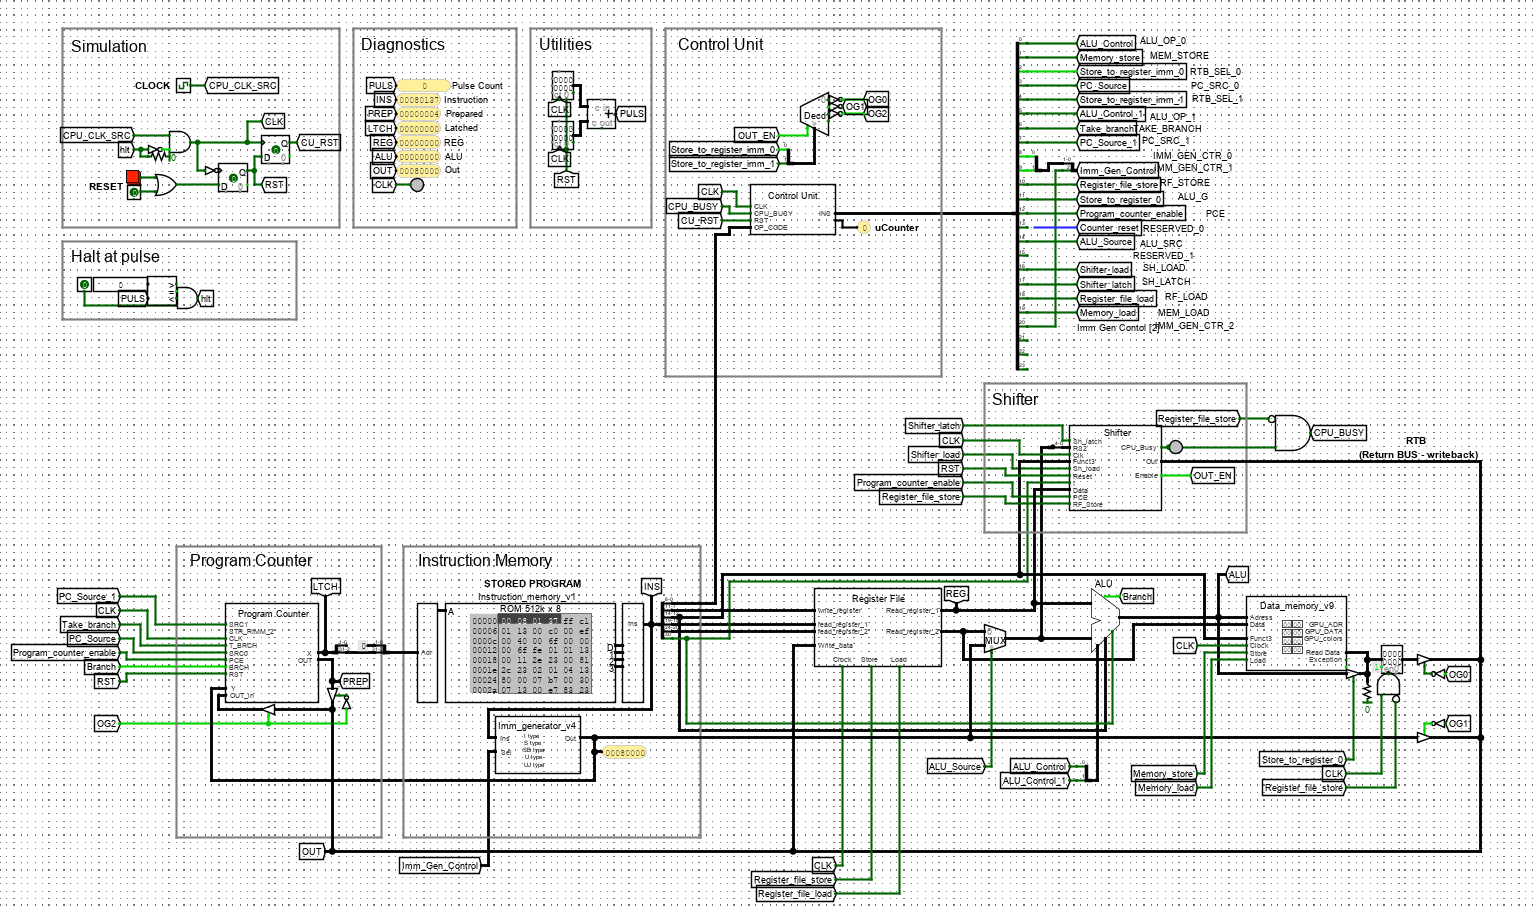 Simulation
CLOCK
CPU_CLK_SRC
CPU_CLK_SRC
hlt
0
CLK
CU_RST
D
Q
RST
RESET
Halt at pulse
PULS
hlt
Diagnostics
PULS 0 Pulse Count
INS 00080137 Instruction
PREP 00000004 Prepared
LTCH 00000000 Latched
REG 00000000 REG
ALU 00000000 ALU
OUT 00080000 Out
CLK
Utilities
CLK
CLK
RST
PULS
Control Unit
Decd
OG0
OG1
OG2
OUT_EN
Store_to_register_imm_0
Store_to_register_imm_1
CLK
CPU_BUSY
CU_RST
Control Unit
CLK
CPU_BUSY
RST
OP_CODE
INS
0 uCounter
ALU_Control ALU_OP_0
Memory_store MEM_STORE
Store_to_register_imm_0 RTB_SEL_0
PC_Source PC_SRC_0
Store_to_register_imm_1 RTB_SEL_1
ALU_Control_1 ALU_OP_1
Take_branch TAKE_BRANCH
PC_Source_1 PC_SRC_1
IMM_GEN_CTR_0
Imm_Gen_Control IMM_GEN_CTR_1
Register_file_store RF_STORE
Store_to_register_0 ALU_G
Program_counter_enable PCE
Counter_reset RESERVED_0
ALU_Source ALU_SRC
RESERVED_1
Shifter_load SH_LOAD
Shifter_latch SH_LATCH
Register_file_load RF_LOAD
Memory_load MEM_LOAD
Imm Gen Contol [2] IMM_GEN_CTR_2
Shifter
Shifter_latch
CLK
Shifter_load
RST
Program_counter_enable
Register_file_store
Shifter
Sh_latch
RS2
Clk
Funct3
Sh_load
Reset
I
Data
PCE
RF_Store
CPU_Busy
Out
Enable
Register_file_store
CPU_BUSY
OUT_EN
RTB
(Return BUS - writeback)
Program Counter
LTCH
PC_Source_1
CLK
Take_branch
PC_Source
Program_counter_enable
Branch
RST
OG2
Program Counter
SRC1
STR_RIMM_'2'
CLK
T_BRCH
SRC0
PCE
BRCH
RST
Y
OUT_in
X
OUT
PREP
OUT
Instruction Memory
STORED PROGRAM
Instruction_memory_v1
ROM 512k x 8
INS
A
Adr
00000 00 08 01 37 ff c1
00006 01 13 00 c0 00 ef
0000c 00 40 00 ff 00 00
00012 00 6f fe 01 01 13
00018 00 11 2e 23 00 81
0001e 2c 23 02 01 04 13
00024 80 00 07 b7 00 30
0002a 07 13 00 e7 83 23
D
1
2
3
Ins
Imm_generator_v4
Ins
Sel
I type -
S type -
SB type -
U type -
UJ type -
Out
00080000
Imm_Gen_Control
Register File
Write_register
read_register_1
read_register_2
Write_data
Read_register_1
Read_register_2
Clock
Store
Load
REG
MUX
CLK
Register_file_store
Register_file_load
ALU
Branch
ALU
ALU_Source
ALU_Control
ALU_Control_1
Data_memory_v9
Adress
Data
Funct3
Clock
Store
Load
GPU_ADR
GPU_DATA
GPU_colors
Read Data
Exception
CLK
Memory_store
Memory_load
0
OG0
OG1
Store_to_register_0
CLK
Register_file_store